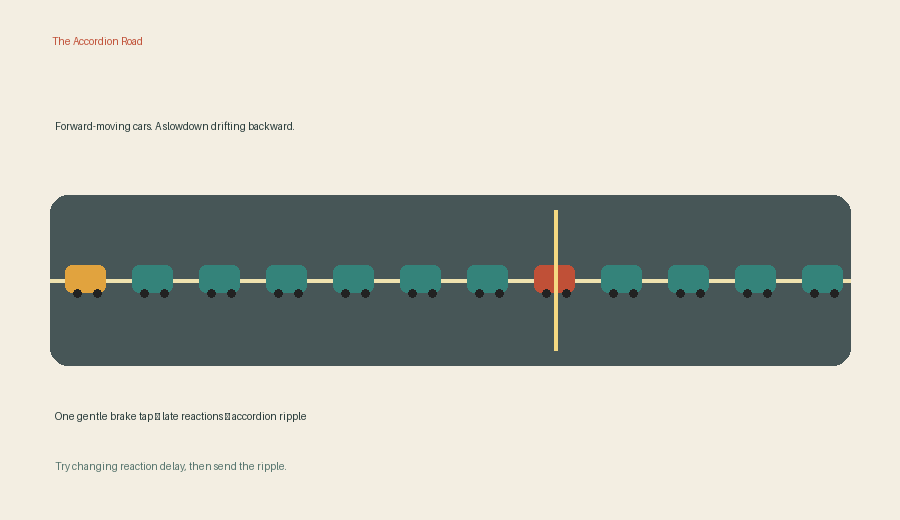 The Accordion Road
Forward-moving cars. A slowdown drifting backward.
One gentle brake tap □ late reactions □ accordion ripple
Try changing reaction delay, then send the ripple.